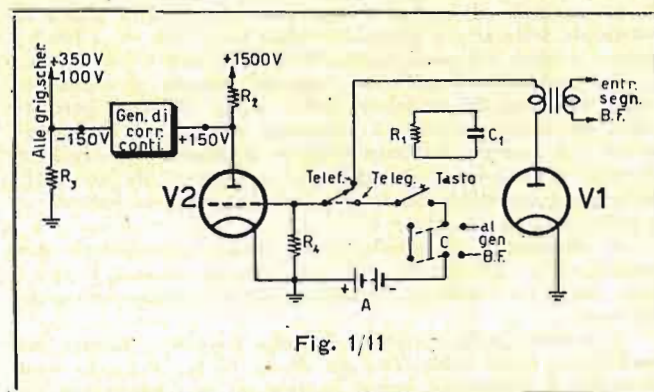 Alle grig.scher.
+350V
-100V
+1500V
R2
Gen. di
corr.
conti.
-150V
+150V
R3
V2
R4
Telef.
Teleg.
Tasto
R1
C1
entr.
segn.
B.F.
V1
C
al
gen
B.F.
+
A
-
Fig. 1/11